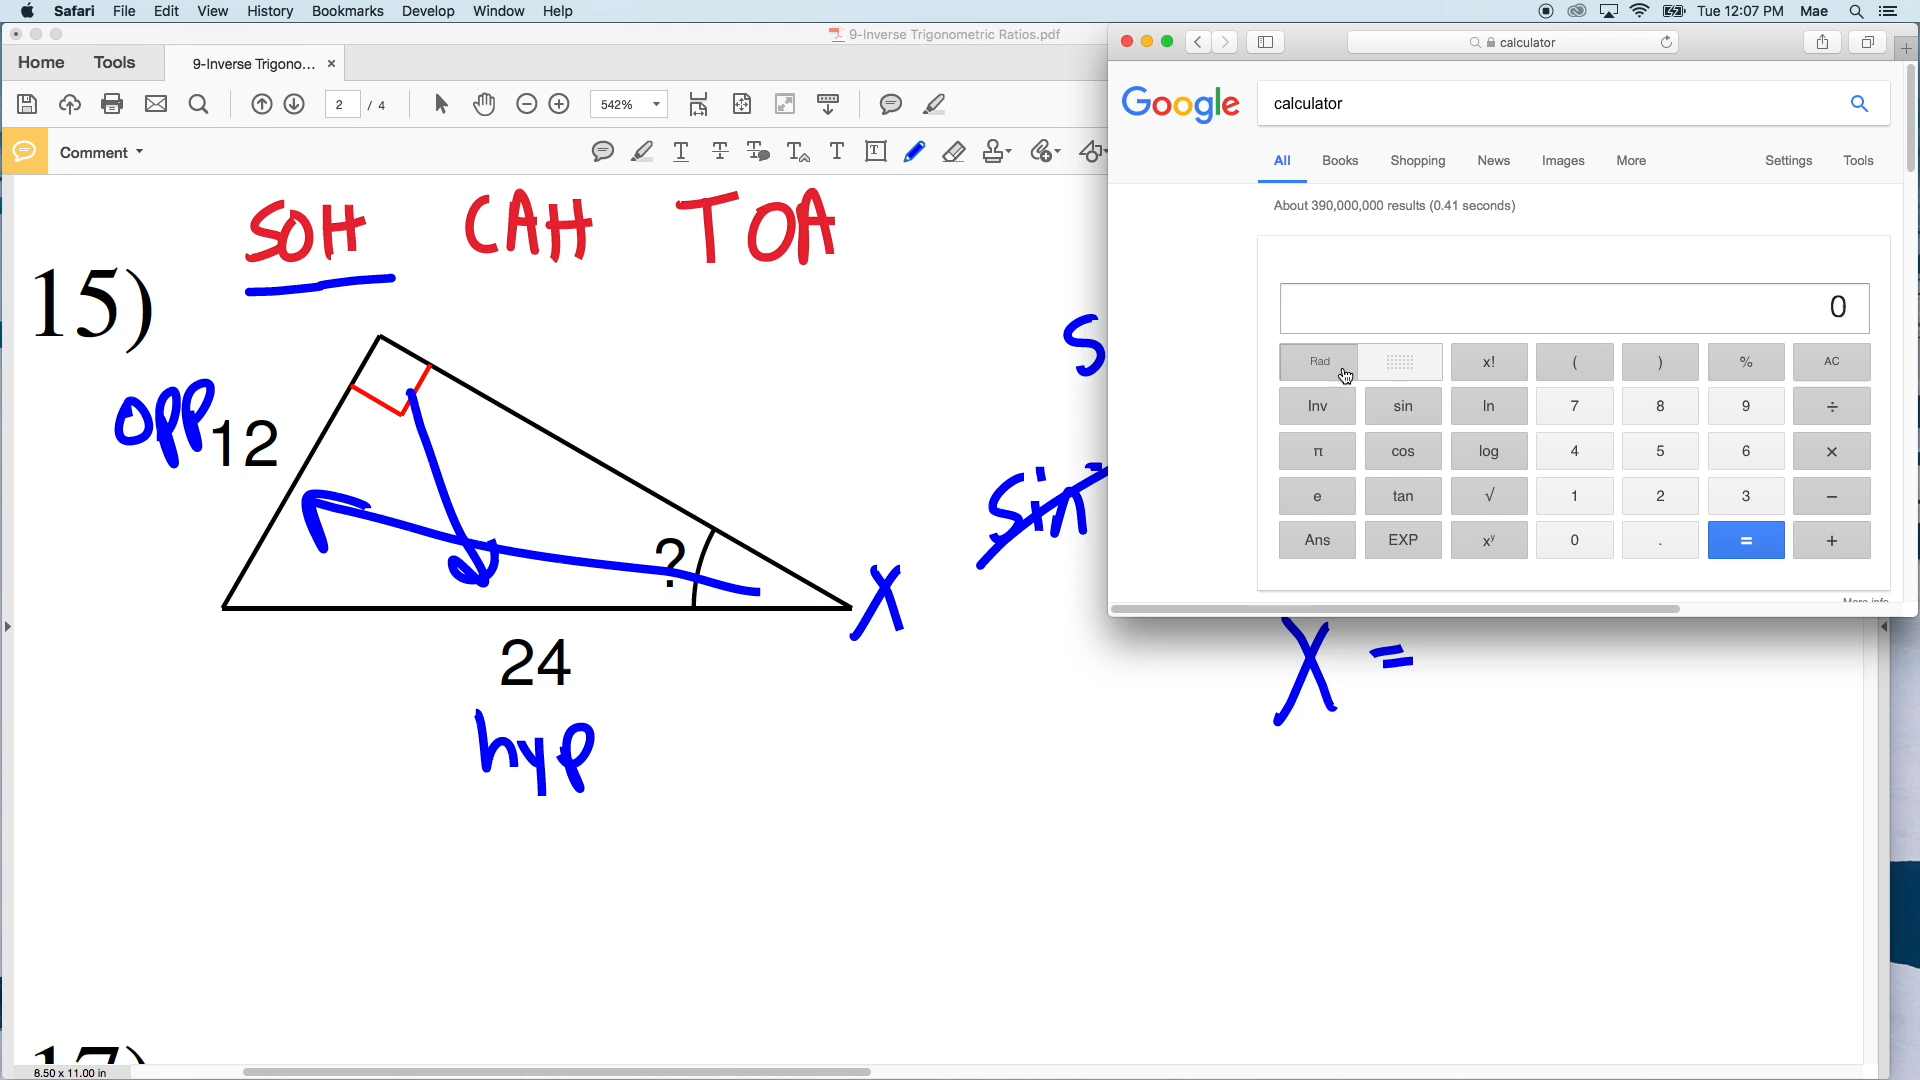 Safari File Edit View History Bookmarks Develop Window Help Tue 12:07 PM Mae
9-Inverse Trigonometric Ratios.pdf
Home Tools 9-Inverse Trigono... ×
2 / 4 542%
Comment
SOH CAH TOA
15)
opp 12
?
x
24
hyp
S
sin
x =
8.50 x 11.00 in
calculator
Google calculator
All Books Shopping News Images More Settings Tools
About 390,000,000 results (0.41 seconds)
0
Rad x! ( ) % AC
Inv sin ln 7 8 9 ÷
π cos log 4 5 6 ×
e tan √ 1 2 3 −
Ans EXP xʸ 0 . = +